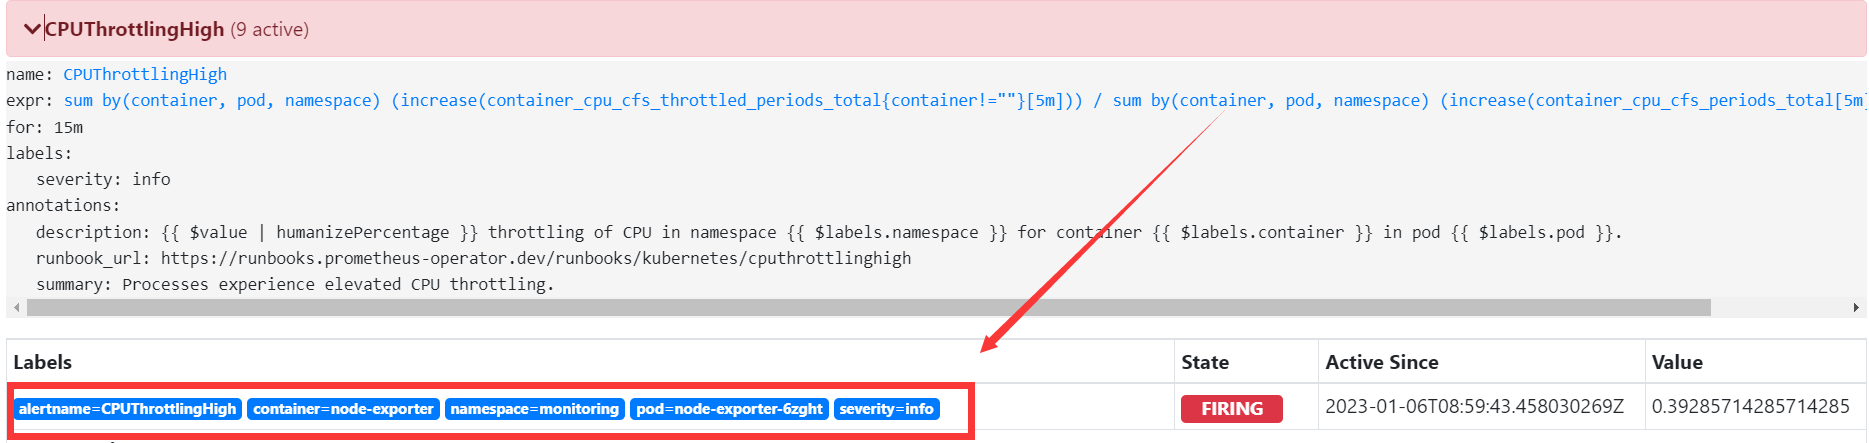 CPUThrottlingHigh (9 active)
name: CPUThrottlingHigh
expr: sum by(container, pod, namespace) (increase(container_cpu_cfs_throttled_periods_total{container!=""}[5m])) / sum by(container, pod, namespace) (increase(container_cpu_cfs_periods_total[5m]
for: 15m
labels:
severity: info
annotations:
description: {{ $value | humanizePercentage }} throttling of CPU in namespace {{ $labels.namespace }} for container {{ $labels.container }} in pod {{ $labels.pod }}.
runbook_url: https://runbooks.prometheus-operator.dev/runbooks/kubernetes/cputhrottlinghigh
summary: Processes experience elevated CPU throttling.
Labels State Active Since Value
alertname=CPUThrottlingHigh container=node-exporter namespace=monitoring pod=node-exporter-6zght severity=info FIRING 2023-01-06T08:59:43.458030269Z 0.39285714285714285